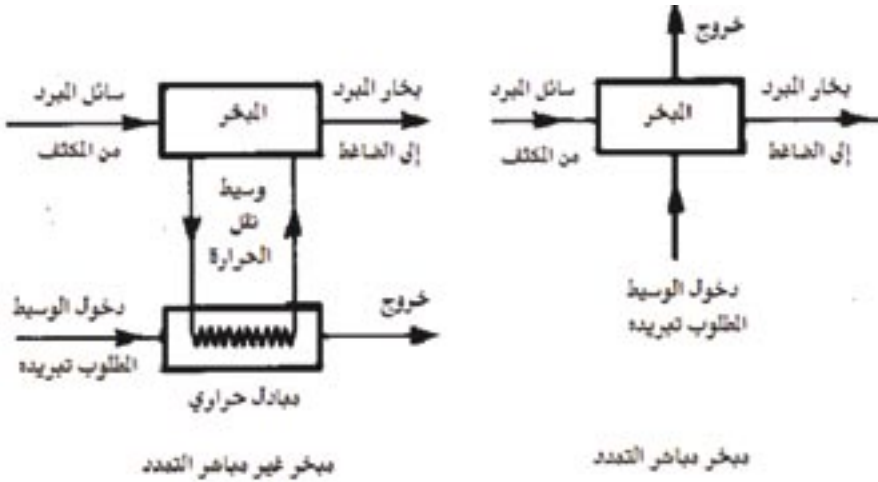 خروج
سائل المبرد
المبخر
بخار المبرد
من المكثف
إلى الضاغط
دخول الوسيط
المطلوب تبريده
مبخر مباشر التمدد
سائل المبرد
المبخر
بخار المبرد
من المكثف
إلى الضاغط
وسيط
نقل
الحرارة
دخول الوسيط
خروج
المطلوب تبريده
مبادل حراري
مبخر غير مباشر التمدد